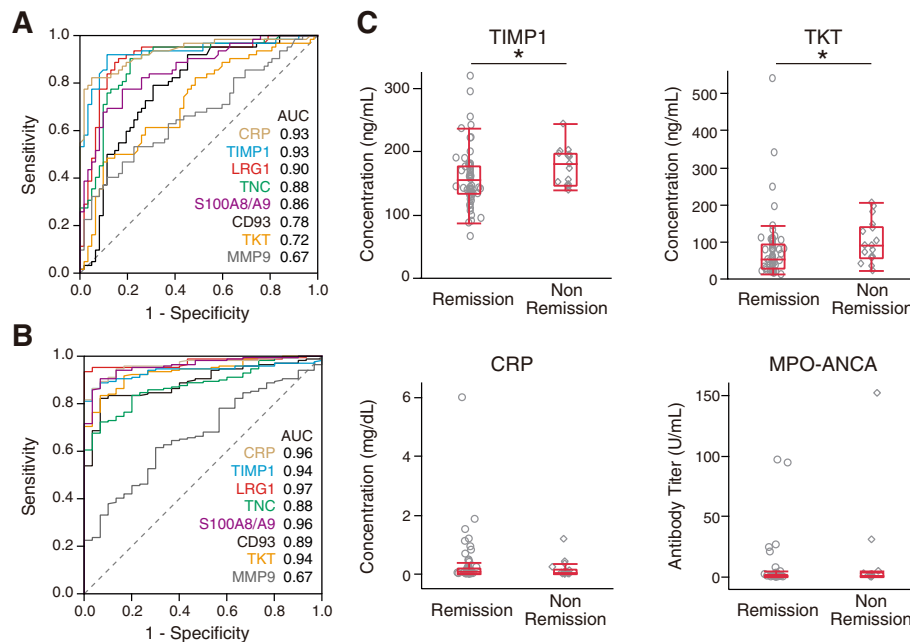 A
1.0
0.8
0.6
0.4
0.2
0.0
Sensitivity
AUC
CRP 0.93
TIMP1 0.93
LRG1 0.90
TNC 0.88
S100A8/A9 0.86
CD93 0.78
TKT 0.72
MMP9 0.67
0.0 0.2 0.4 0.6 0.8 1.0
1 - Specificity
B
1.0
0.8
0.6
0.4
0.2
0.0
Sensitivity
AUC
CRP 0.96
TIMP1 0.94
LRG1 0.97
TNC 0.88
S100A8/A9 0.96
CD93 0.89
TKT 0.94
MMP9 0.67
0.0 0.2 0.4 0.6 0.8 1.0
1 - Specificity
C
TIMP1
*
300
200
100
0
Concentration (ng/mL)
Remission
Non
Remission
TKT
*
500
400
300
200
100
0
Concentration (ng/mL)
Remission
Non
Remission
CRP
6
4
2
0
Concentration (mg/dL)
Remission
Non
Remission
MPO-ANCA
150
100
50
0
Antibody Titer (U/mL)
Remission
Non
Remission